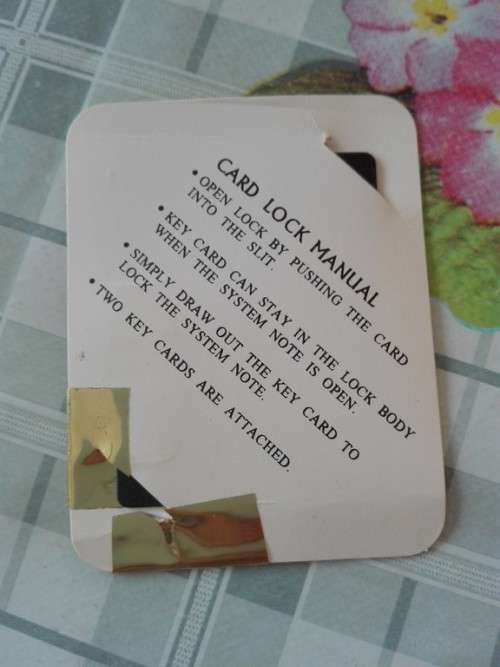 CARD LOCK MANUAL
• OPEN LOCK BY PUSHING THE CARD
INTO THE SLIT.
• KEY CARD CAN STAY IN THE LOCK BODY
WHEN THE SYSTEM NOTE IS OPEN.
• SIMPLY DRAW OUT THE KEY CARD TO
LOCK THE SYSTEM NOTE.
• TWO KEY CARDS ARE ATTACHED.